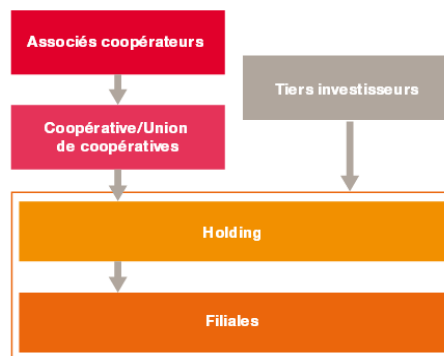 Associés coopérateurs
Tiers investisseurs
Coopérative/Union
de coopératives
Holding
Filiales